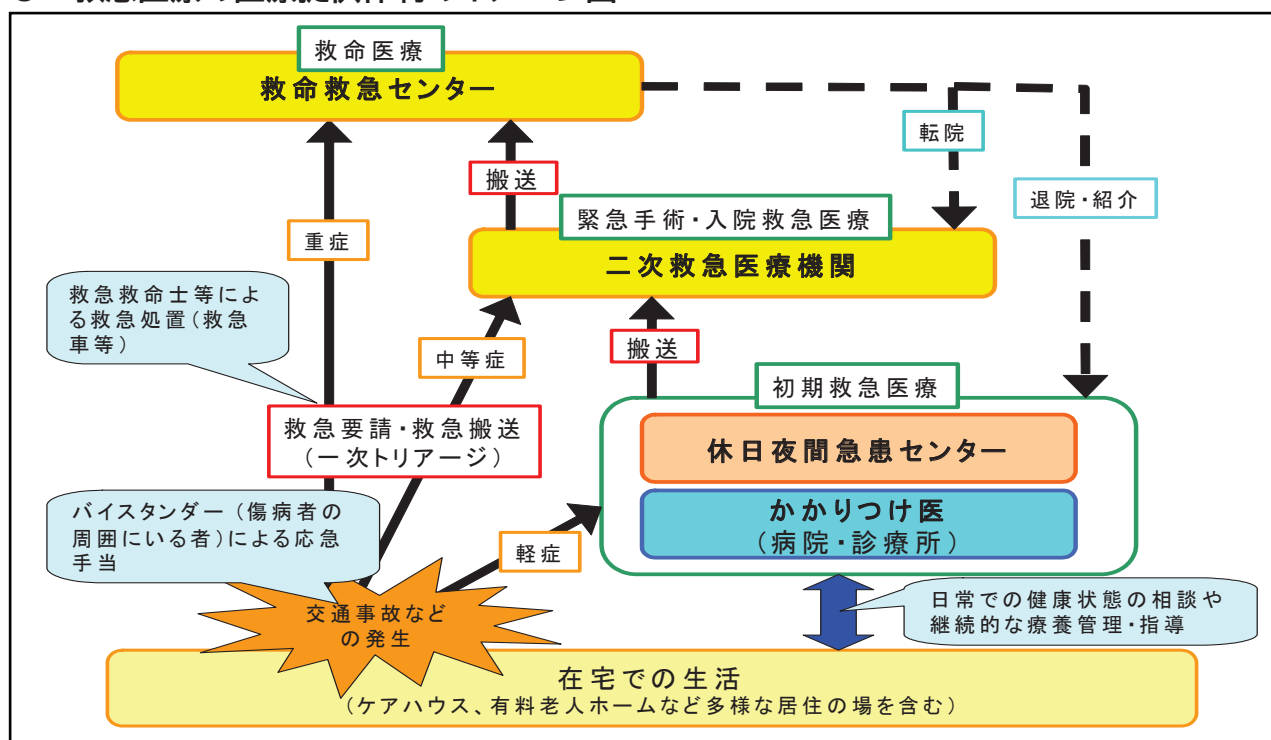 救命医療
救命救急センター
転院
搬送
退院・紹介
緊急手術・入院救急医療
重症
二次救急医療機関
救急救命士等によ
る救急処置(救急
車等)
中等症
搬送
初期救急医療
救急要請・救急搬送
(一次トリアージ)
休日夜間急患センター
かかりつけ医
(病院・診療所)
バイスタンダー(傷病者の
周囲にいる者)による応急
手当
軽症
交通事故など
の発生
日常での健康状態の相談や
継続的な療養管理・指導
在宅での生活
(ケアハウス、有料老人ホームなど多様な居住の場を含む)